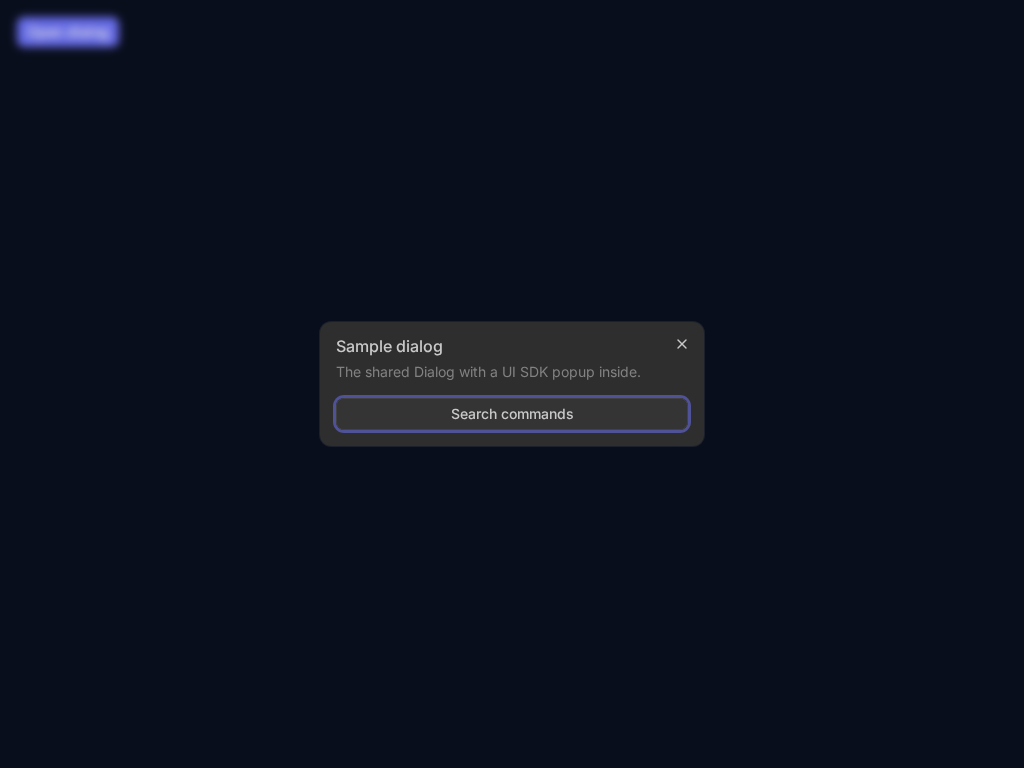 Sample dialog
The shared Dialog with a UI SDK popup inside.
Search commands